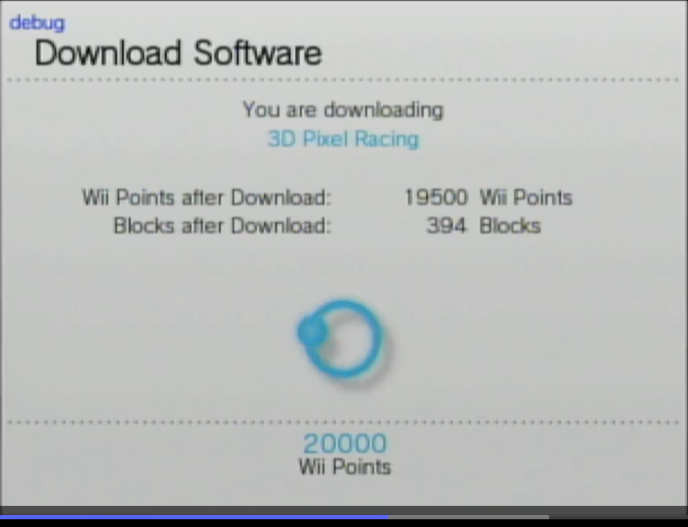 debug
Download Software
You are downloading
3D Pixel Racing
Wii Points after Download: 19500 Wii Points
Blocks after Download: 394 Blocks
20000
Wii Points